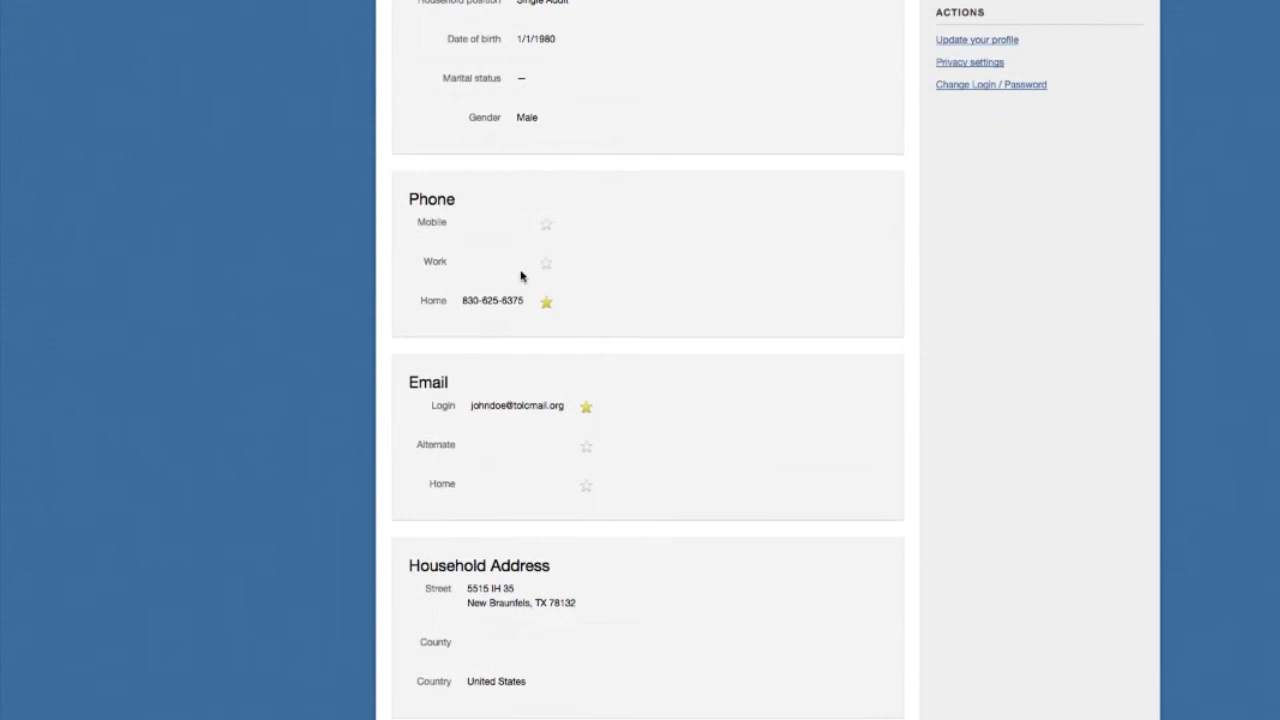 Household position Single Adult
Date of birth 1/1/1980
Marital status —
Gender Male
Phone
Mobile
Work
Home 830-625-6375
Email
Login johndoe@tolcmail.org
Alternate
Home
Household Address
Street 5515 IH 35
New Braunfels, TX 78132
County
Country United States
ACTIONS
Update your profile
Privacy settings
Change Login / Password